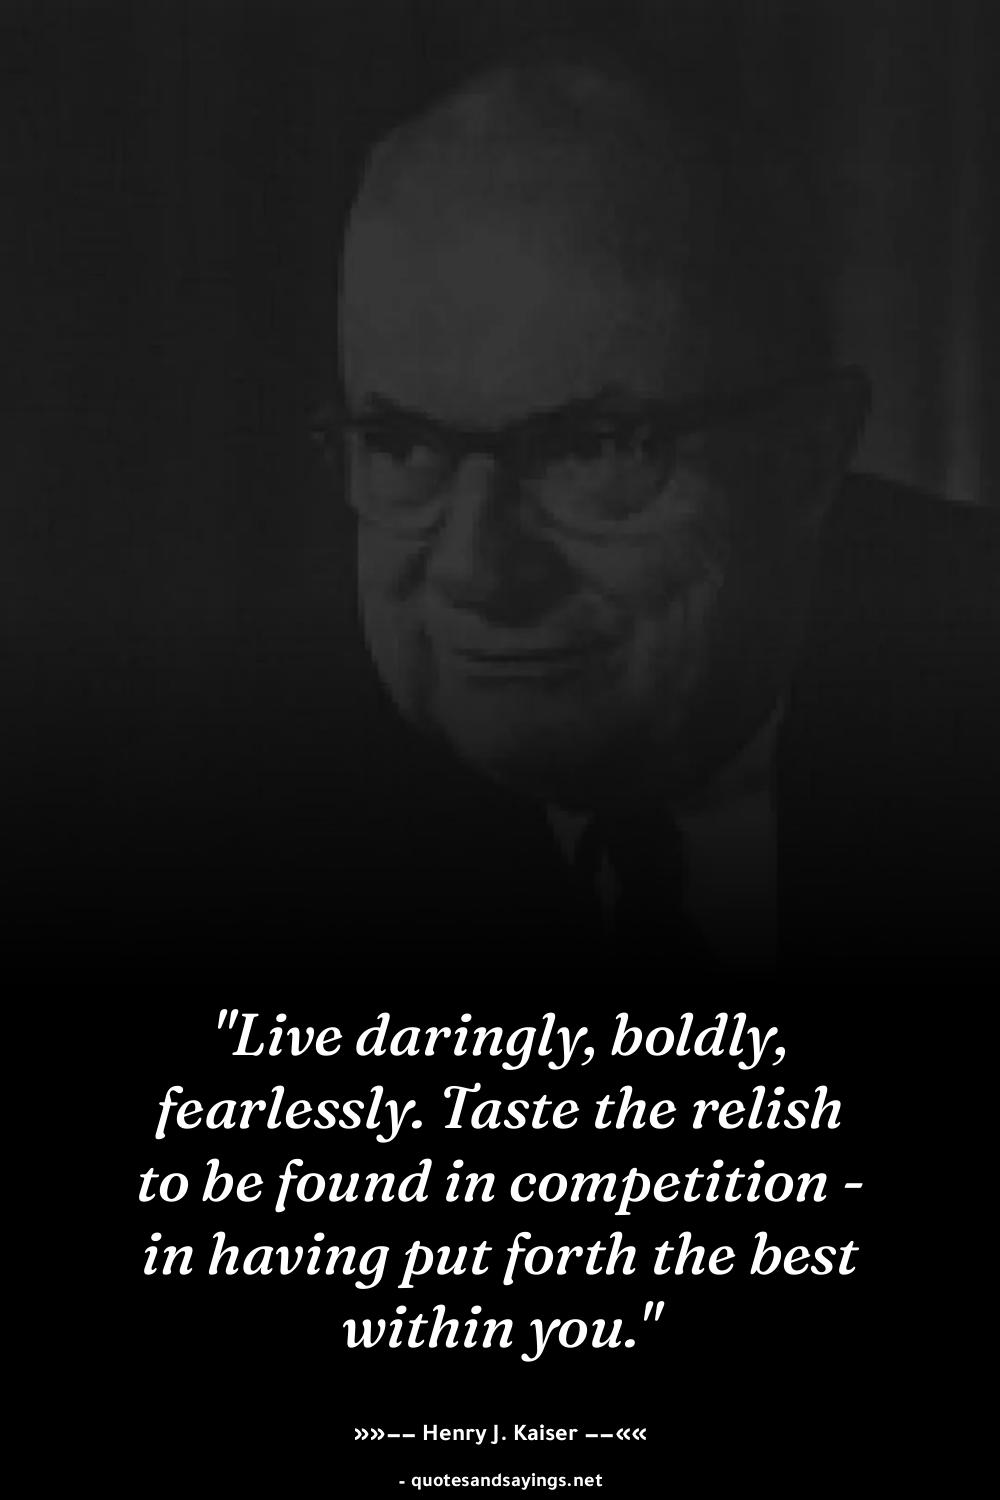 "Live daringly, boldly,
fearlessly. Taste the relish
to be found in competition -
in having put forth the best
within you."
»»–– Henry J. Kaiser ––««
- quotesandsayings.net